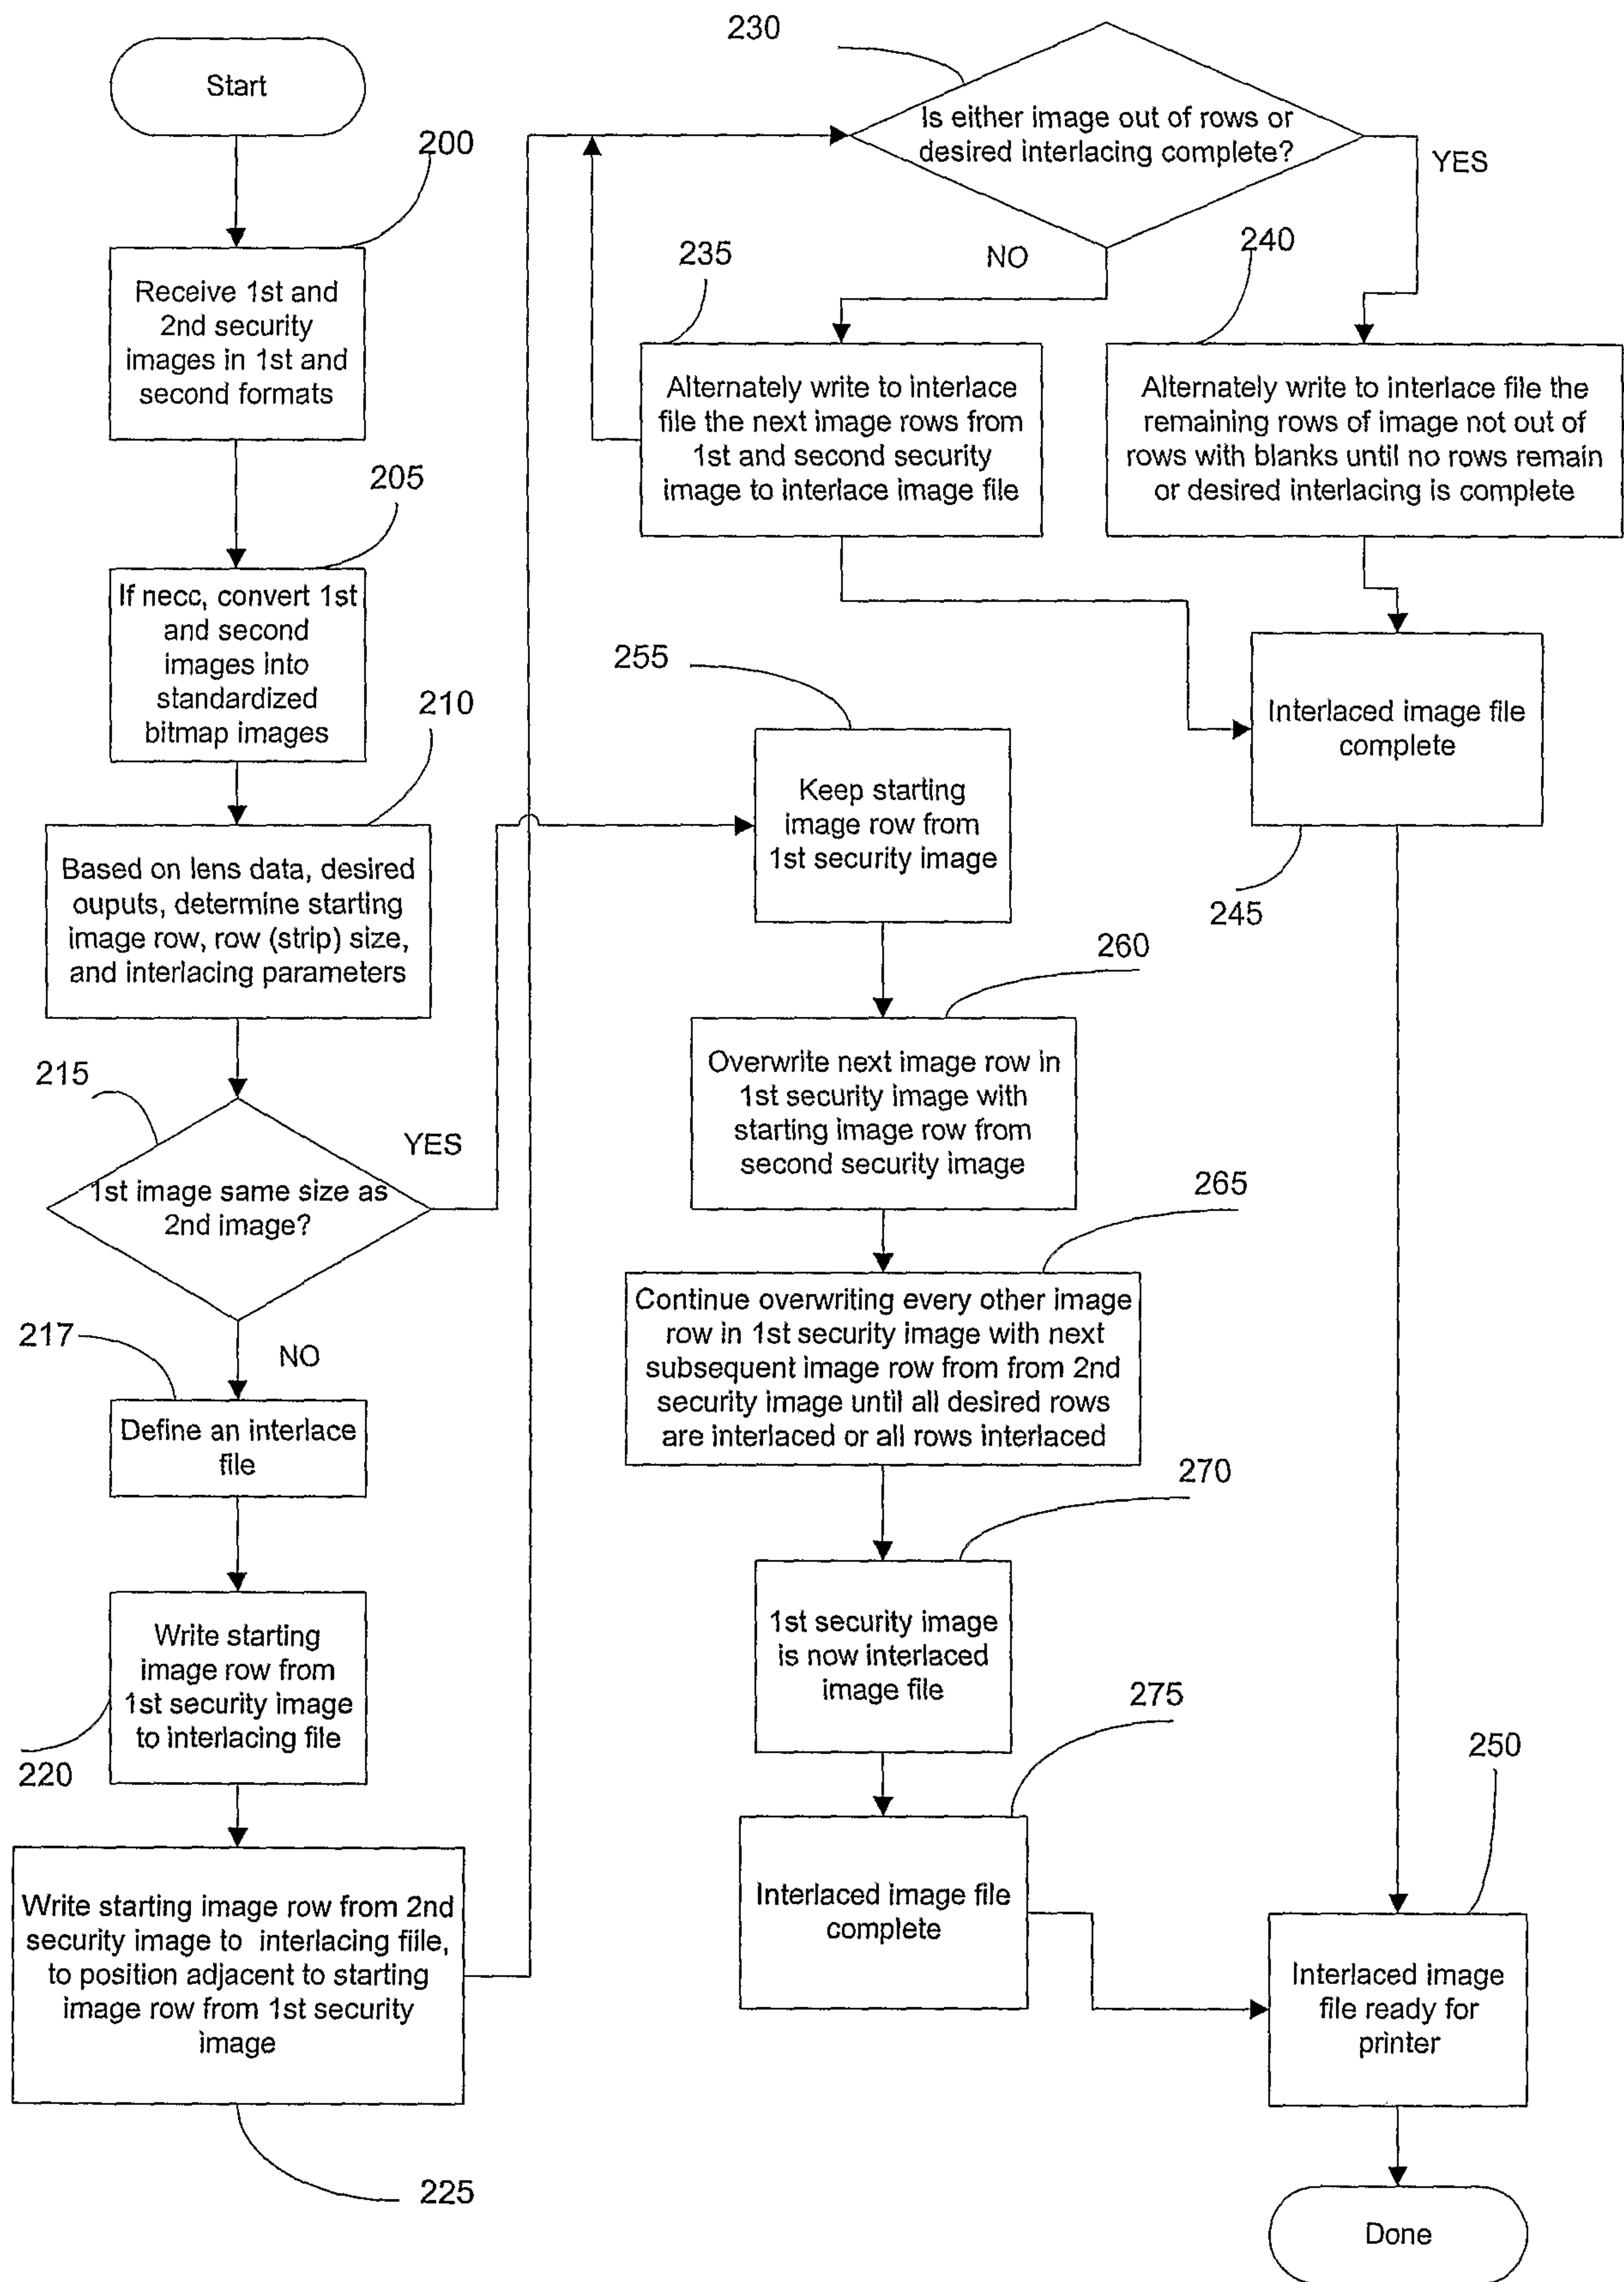 Start
200
Receive 1st and
2nd security
images in 1st and
second formats
205
If necc, convert 1st
and second
images into
standardized
bitmap images
210
Based on lens data, desired
ouputs, determine starting
image row, row (strip) size,
and interlacing parameters
215
1st image same size as
2nd image?
YES
NO
217
Define an interlace
file
Write starting
image row from
1st security image
to interlacing file
220
Write starting image row from 2nd
security image to interlacing fiile,
to position adjacent to starting
image row from 1st security
image
225
230
Is either image out of rows or
desired interlacing complete?
YES
NO
235
Alternately write to interlace
file the next image rows from
1st and second security
image to interlace image file
240
Alternately write to interlace file the
remaining rows of image not out of
rows with blanks until no rows remain
or desired interlacing is complete
Interlaced image file
complete
245
255
Keep starting
image row from
1st security image
260
Overwrite next image row in
1st security image with
starting image row from
second security image
265
Continue overwriting every other image
row in 1st security image with next
subsequent image row from from 2nd
security image until all desired rows
are interlaced or all rows interlaced
270
1st security image
is now interlaced
image file
275
Interlaced image file
complete
250
Interlaced image
file ready for
printer
Done